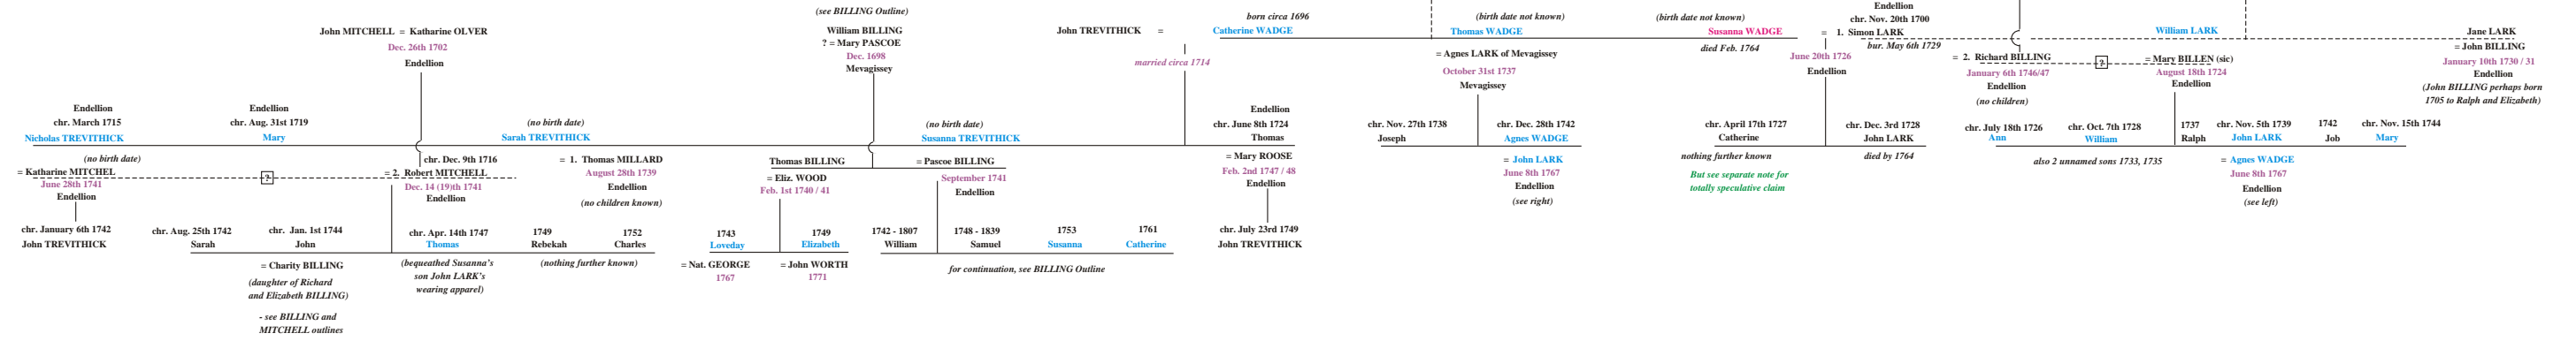 (see BILLING Outline)
John MITCHELL = Katharine OLVER
Dec. 26th 1702
Endellion
William BILLING
? = Mary PASCOE
Dec. 1698
Mevagissey
John TREVITHICK =
married circa 1714
born circa 1696
Catherine WADGE
(birth date not known)
Thomas WADGE
= Agnes LARK of Mevagissey
October 31st 1737
Mevagissey
(birth date not known)
Susanna WADGE
died Feb. 1764
Endellion
chr. Nov. 20th 1700
= 1. Simon LARK
bur. May 6th 1729
June 20th 1726
Endellion
= 2. Richard BILLING
January 6th 1746/47
Endellion
(no children)
?
William LARK
= Mary BILLEN (sic)
August 18th 1724
Endellion
Jane LARK
= John BILLING
January 10th 1730 / 31
Endellion
(John BILLING perhaps born
1705 to Ralph and Elizabeth)
Endellion
chr. March 1715
Nicholas TREVITHICK
(no birth date)
= Katharine MITCHEL
June 28th 1741
Endellion
Endellion
chr. Aug. 31st 1719
Mary
?
(no birth date)
Sarah TREVITHICK
chr. Dec. 9th 1716
= 2. Robert MITCHELL
Dec. 14 (19)th 1741
Endellion
= 1. Thomas MILLARD
August 28th 1739
Endellion
(no children known)
(no birth date)
Susanna TREVITHICK
Thomas BILLING
= Eliz. WOOD
Feb. 1st 1740 / 41
= Pascoe BILLING
September 1741
Endellion
Endellion
chr. June 8th 1724
Thomas
= Mary ROOSE
Feb. 2nd 1747 / 48
Endellion
chr. Nov. 27th 1738
Joseph
chr. Dec. 28th 1742
Agnes WADGE
= John LARK
June 8th 1767
Endellion
(see right)
chr. April 17th 1727
Catherine
nothing further known
But see separate note for
totally speculative claim
chr. Dec. 3rd 1728
John LARK
died by 1764
chr. July 18th 1726
Ann
chr. Oct. 7th 1728
William
1737
Ralph
chr. Nov. 5th 1739
John LARK
1742
Job
chr. Nov. 15th 1744
Mary
also 2 unnamed sons 1733, 1735
= Agnes WADGE
June 8th 1767
Endellion
(see left)
chr. January 6th 1742
John TREVITHICK
chr. Aug. 25th 1742
Sarah
chr. Jan. 1st 1744
John
= Charity BILLING
(daughter of Richard
and Elizabeth BILLING)
- see BILLING and
MITCHELL outlines
chr. Apr. 14th 1747
Thomas
(bequeathed Susanna's
son John LARK's
wearing apparel)
1749
Rebekah
1752
Charles
(nothing further known)
1743
Loveday
= Nat. GEORGE
1767
1749
Elizabeth
= John WORTH
1771
1742 - 1807
William
1748 - 1839
Samuel
1753
Susanna
1761
Catherine
for continuation, see BILLING Outline
chr. July 23rd 1749
John TREVITHICK